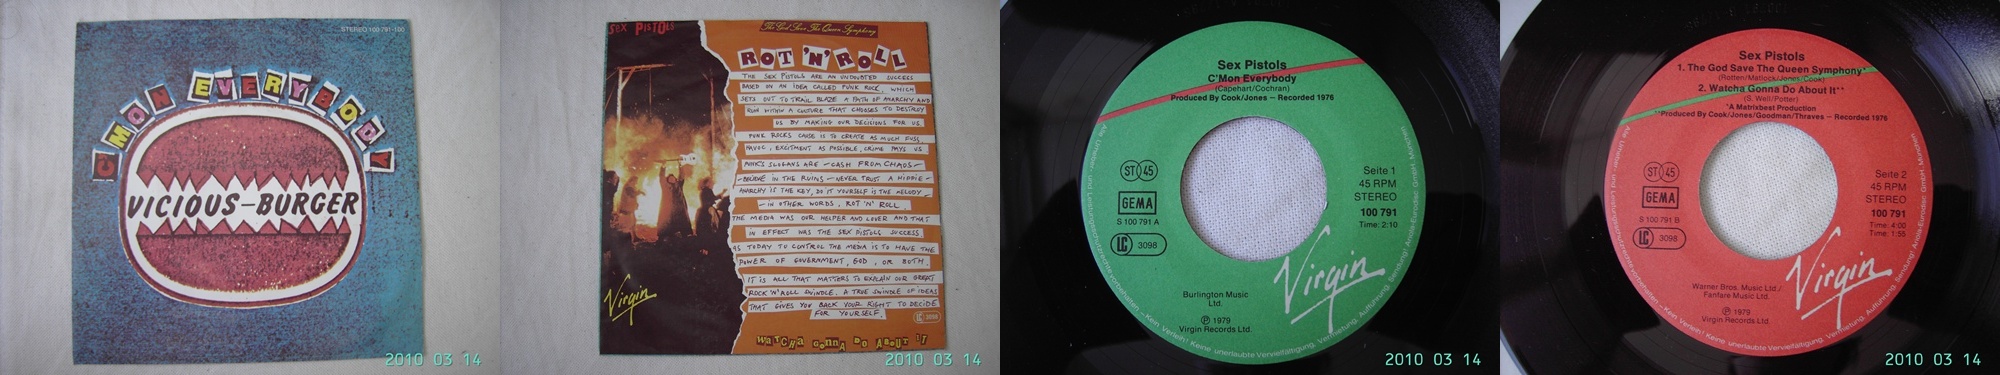 STEREO 100 791-100
C'MON EVERYBODY
VICIOUS-BURGER
2010 03 14
SEX PISTOLS
The God Save The Queen Symphony
ROT 'N' ROLL
THE SEX PISTOLS ARE AN UNDOUBTED SUCCESS
BASED ON AN IDEA CALLED PUNK ROCK, WHICH
SETS OUT TO TRAIL BLAZE A PATH OF ANARCHY AND
RUIN WITHIN A CULTURE THAT CHOOSES TO DESTROY
US BY MAKING OUR DECISIONS FOR US.
PUNK ROCKS CAUSE IS TO CREATE AS MUCH FUSS,
HAVOC, EXCITMENT AS POSSIBLE, CRIME PAYS US
PUNK'S SLOGANS ARE - CASH FROM CHAOS -
- BELIEVE IN THE RUINS - NEVER TRUST A HIPPIE -
ANARCHY IS THE KEY, DO IT YOURSELF IS THE MELODY
- IN OTHER WORDS, ROT 'N' ROLL.
THE MEDIA WAS OUR HELPER AND LOVER AND THAT
IN EFFECT WAS THE SEX PISTOLS SUCCESS
AS TODAY TO CONTROL THE MEDIA IS TO HAVE THE
POWER OF GOVERNMENT, GOD, OR BOTH.
IT IS ALL THAT MATTERS TO EXPLAIN OUR GREAT
ROCK 'N' ROLL SWINDLE. A TRUE SWINDLE OF IDEAS
THAT GIVES YOU BACK YOUR RIGHT TO DECIDE
FOR YOURSELF.
Virgin
LC 3098
WATCHA GONNA DO ABOUT IT
2010 03 14
Sex Pistols
C'Mon Everybody
(Capehart/Cochran)
Produced By Cook/Jones – Recorded 1976
ST 45
GEMA
S 100 791 A
LC 3098
Seite 1
45 RPM
STEREO
100 791
Time: 2:10
Virgin
Burlington Music
Ltd.
℗ 1979
Virgin Records Ltd.
2010 03 14
Sex Pistols
1. The God Save The Queen Symphony*
(Rotten/Matlock/Jones/Cook)
2. Watcha Gonna Do About It**
(S. Well/Potter)
*A Matrixbest Production
**Produced By Cook/Jones/Goodman/Thraves – Recorded 1976
ST 45
GEMA
S 100 791 B
LC 3098
Seite 2
45 RPM
STEREO
100 791
Time: 4:00
Time: 1:55
Virgin
Warner Bros. Music Ltd./
Fanfare Music Ltd.
℗ 1979
Virgin Records Ltd.
2010 03 14